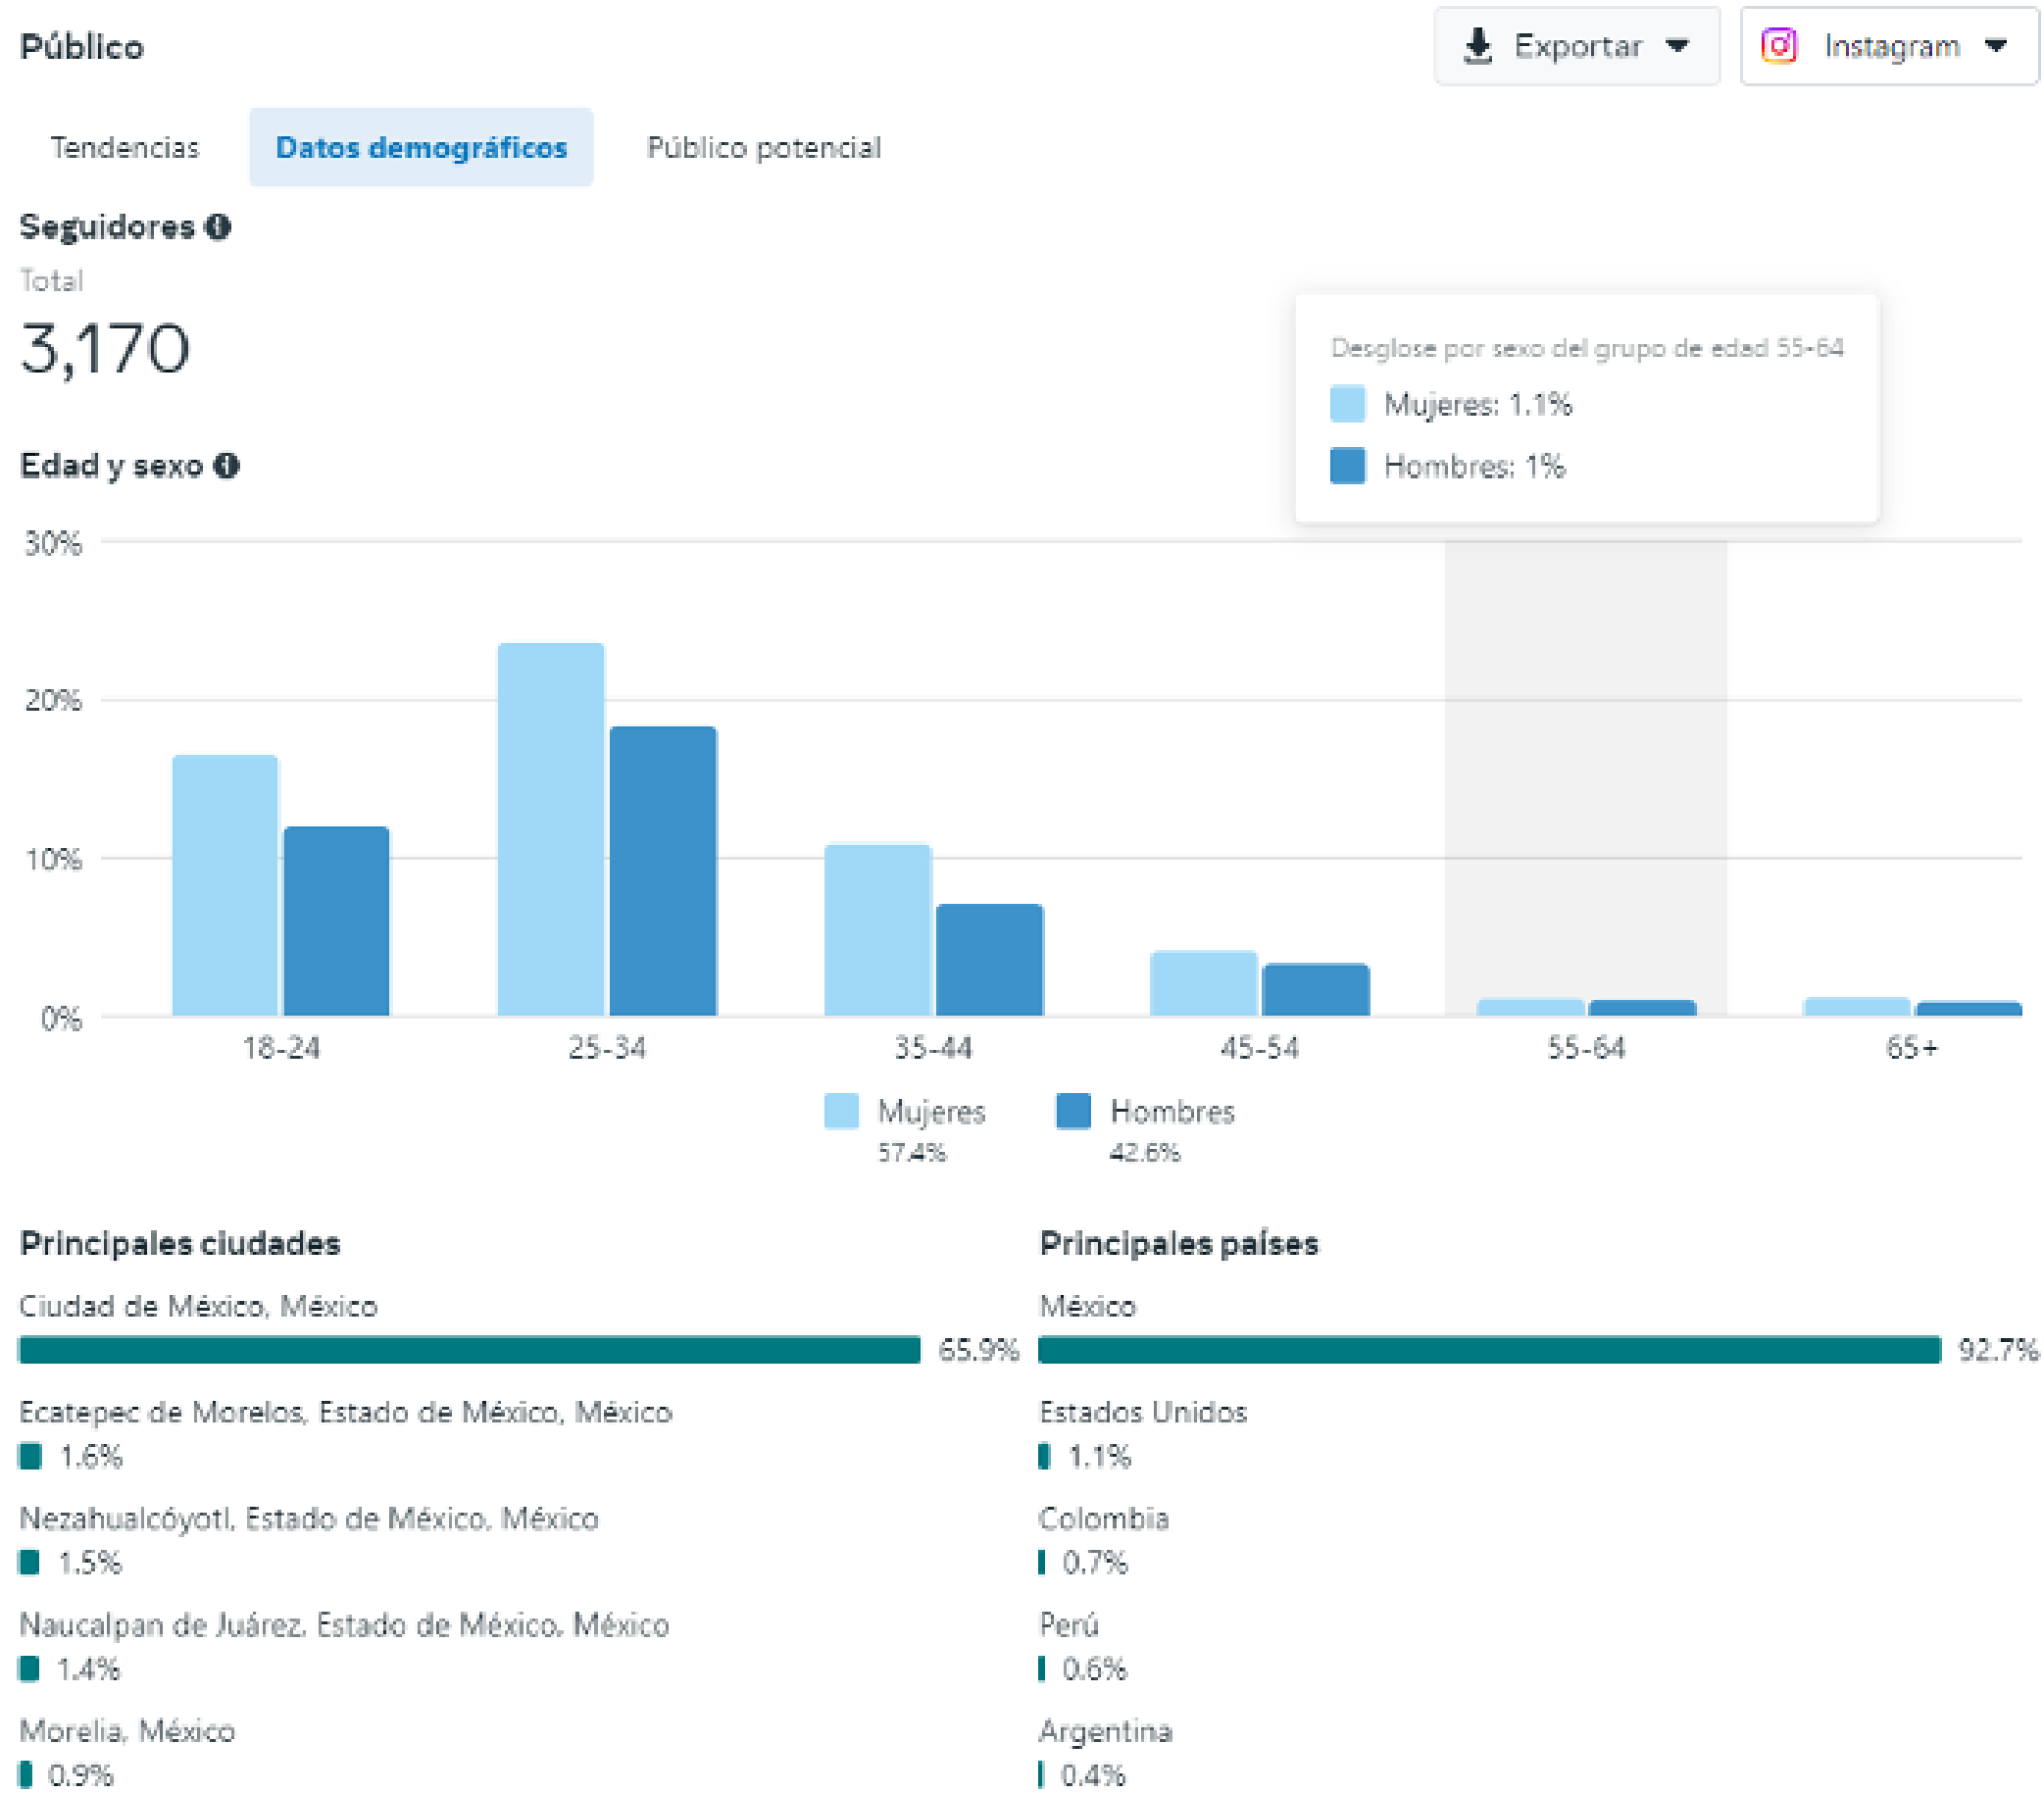 Público
Exportar
Instagram
Tendencias
Datos demográficos
Público potencial
Seguidores
Total
3,170
Desglose por sexo del grupo de edad 55-64
Mujeres: 1.1%
Hombres: 1%
Edad y sexo
30%
20%
10%
0%
18-24 25-34 35-44 45-54 55-64 65+
Mujeres
57.4%
Hombres
42.6%
Principales ciudades
Ciudad de México, México
65.9%
Ecatepec de Morelos, Estado de México, México
1.6%
Nezahualcóyotl, Estado de México, México
1.5%
Naucalpan de Juárez, Estado de México, México
1.4%
Morelia, México
0.9%
Principales países
México
92.7%
Estados Unidos
1.1%
Colombia
0.7%
Perú
0.6%
Argentina
0.4%